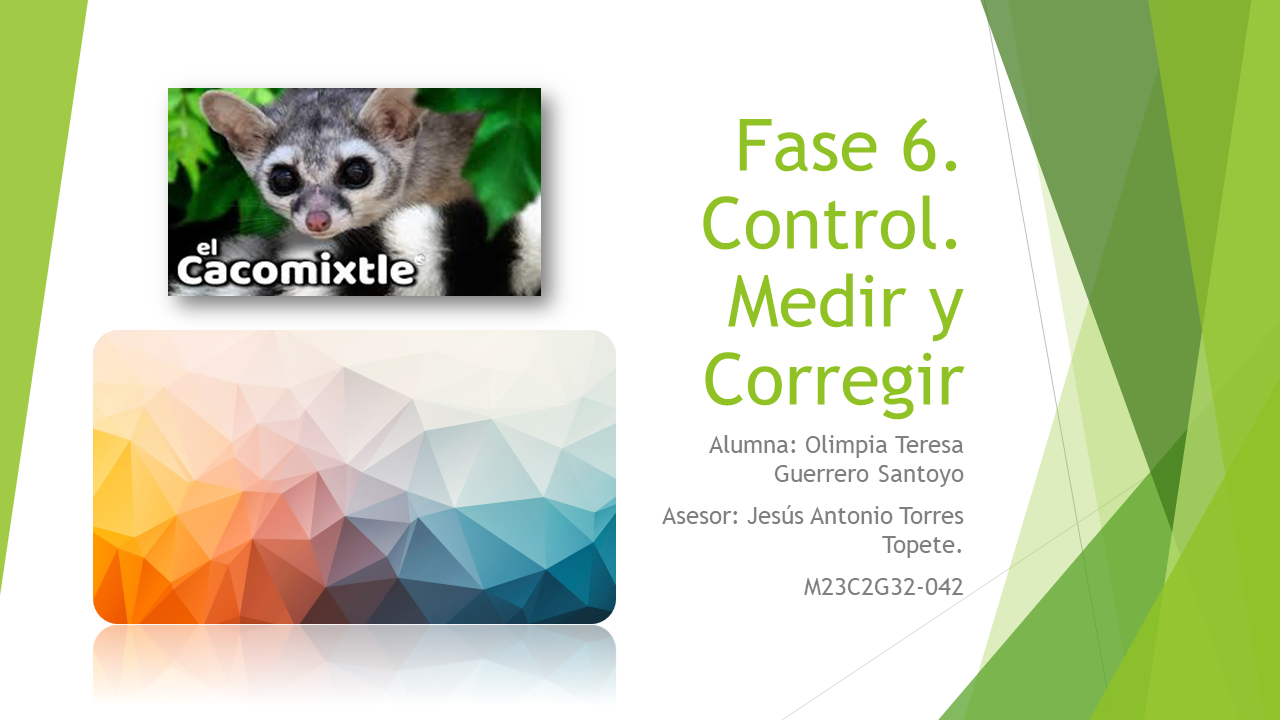 el
Cacomixtle
Fase 6.
Control.
Medir y
Corregir
Alumna: Olimpia Teresa
Guerrero Santoyo
Asesor: Jesús Antonio Torres
Topete.
M23C2G32-042